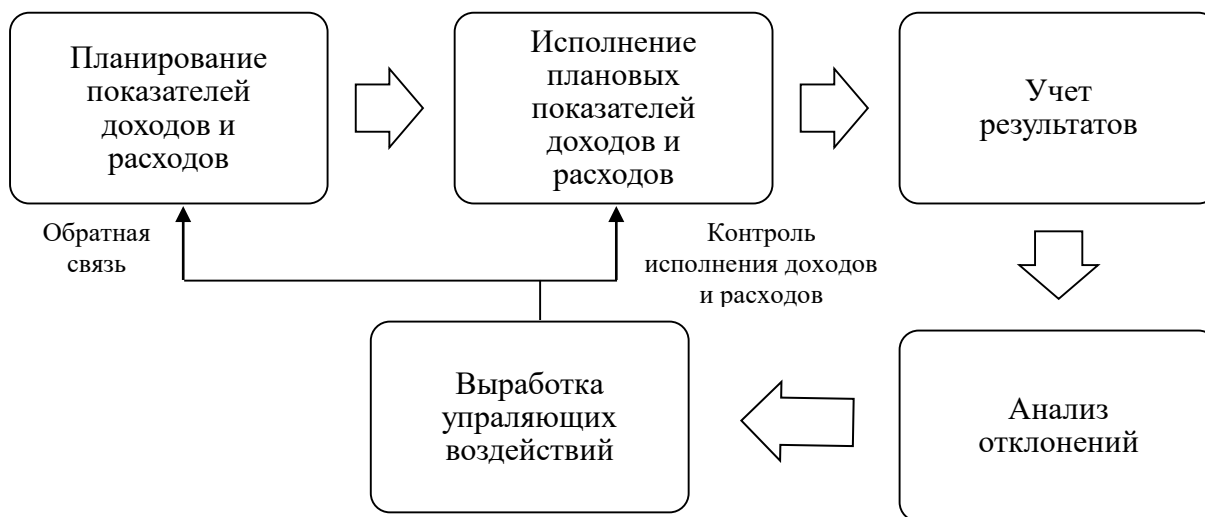 Планирование
показателей
доходов и
расходов
Исполнение
плановых
показателей
доходов и
расходов
Учет
результатов
Обратная
связь
Контроль
исполнения доходов
и расходов
Выработка
упраляющих
воздействий
Анализ
отклонений